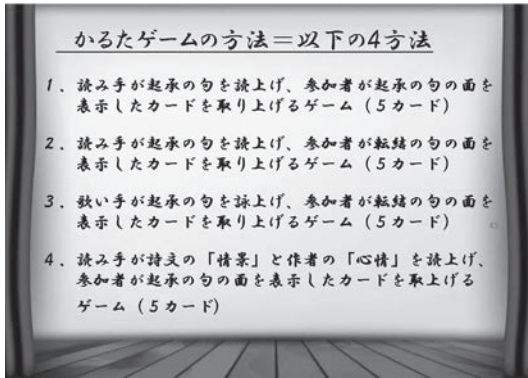 かるたゲームの方法＝以下の4方法
1、読み手が起承の句を読上げ、参加者が起承の句の面を
表示したカードを取り上げるゲーム（5カード）
2、読み手が起承の句を読上げ、参加者が転結の句の面を
表示したカードを取り上げるゲーム（5カード）
3、歌い手が起承の句を詠上げ、参加者が転結の句の面を
表示したカードを取り上げるゲーム（5カード）
4、読み手が詩文の「情景」と作者の「心情」を読上げ、
参加者が起承の句の面を表示したカードを取上げる
ゲーム（5カード）